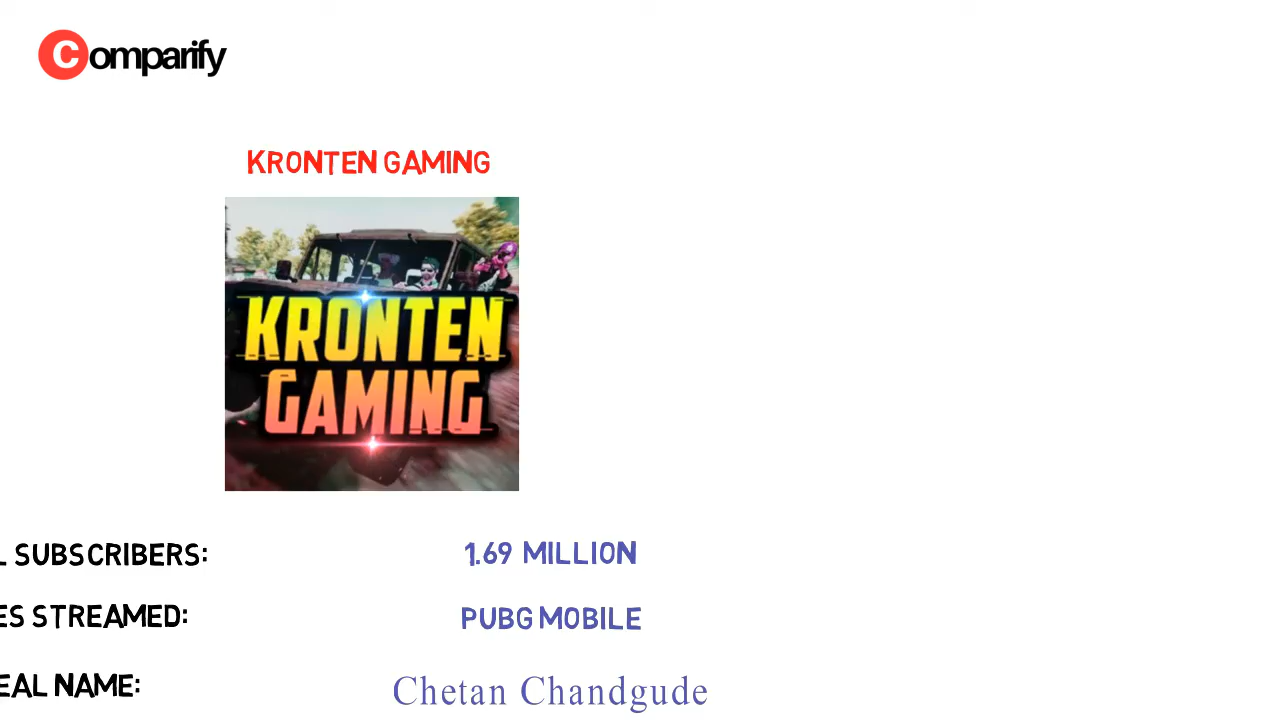 Comparify
KRONTEN GAMING
KRONTEN
GAMING
L SUBSCRIBERS: 1.69 MILLION
ES STREAMED: PUBG MOBILE
EAL NAME: Chetan Chandgude